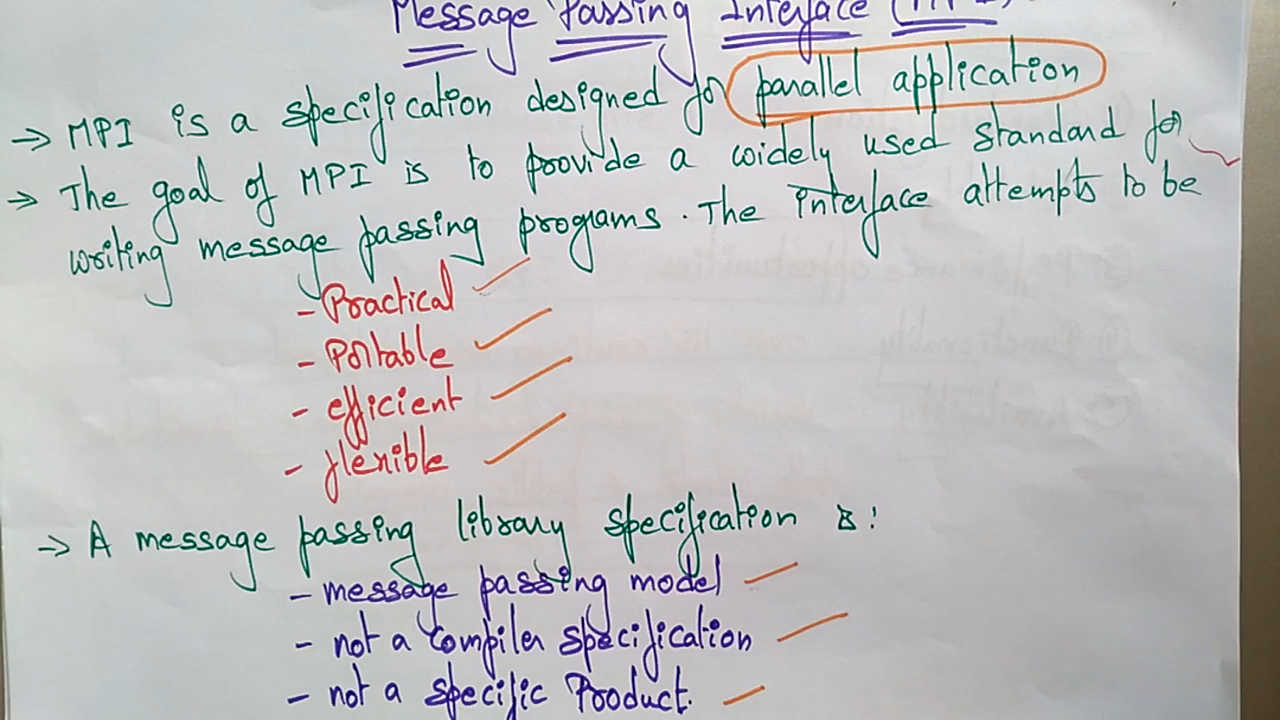 Message Passing Interface (MPI).
→ MPI is a specification designed for parallel application
→ The goal of MPI is to provide a widely used standard for
writing message passing programs. The interface attempts to be
- Practical
- Portable
- efficient
- flexible
→ A message passing library specification is:
- message passing model
- not a compiler specification
- not a specific Product.